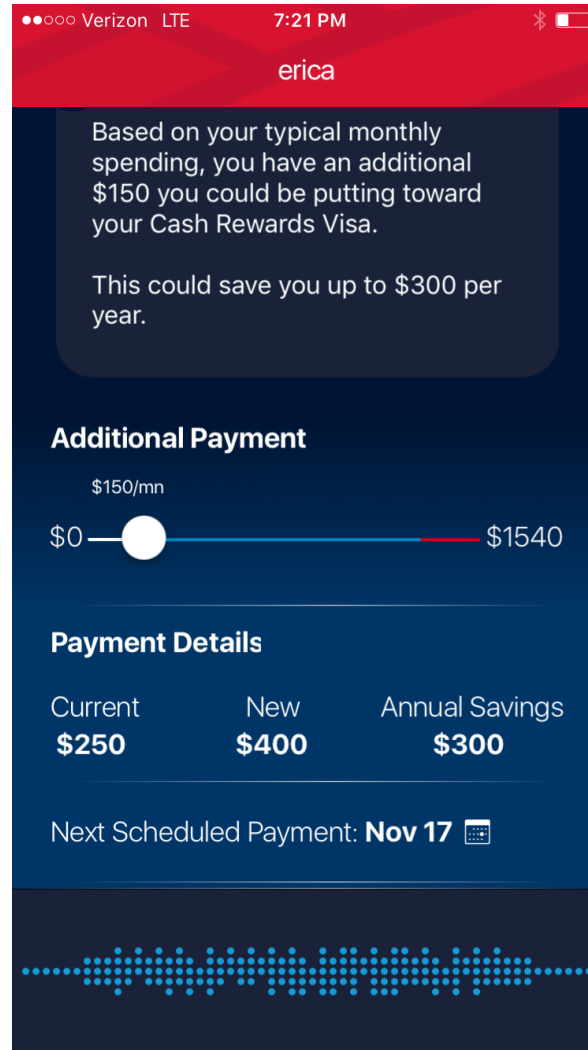 Verizon LTE 7:21 PM
erica
Based on your typical monthly
spending, you have an additional
$150 you could be putting toward
your Cash Rewards Visa.
This could save you up to $300 per
year.
Additional Payment
$150/mn
$0 $1540
Payment Details
Current New Annual Savings
$250 $400 $300
Next Scheduled Payment: Nov 17